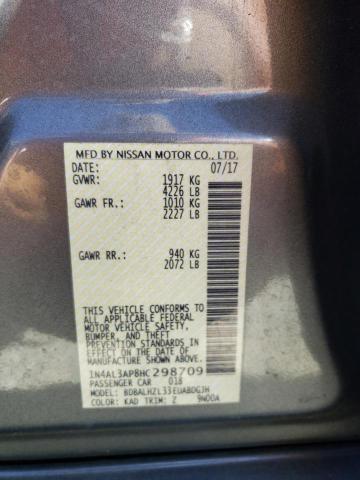 MFD BY NISSAN MOTOR CO., LTD.
DATE: 07/17
GVWR: 1917 KG
4226 LB
GAWR FR: 1010 KG
2227 LB
GAWR RR: 940 KG
2072 LB
THIS VEHICLE CONFORMS TO
ALL APPLICABLE FEDERAL
MOTOR VEHICLE SAFETY,
BUMPER, AND THEFT
PREVENTION STANDARDS IN
EFFECT ON THE DATE OF
MANUFACTURE SHOWN ABOVE.
1N4AL3AP8HC298709
PASSENGER CAR 018
MODEL: BDBALHZL33EUABDGJH
COLOR: KAD TRIM: Z 9N00A